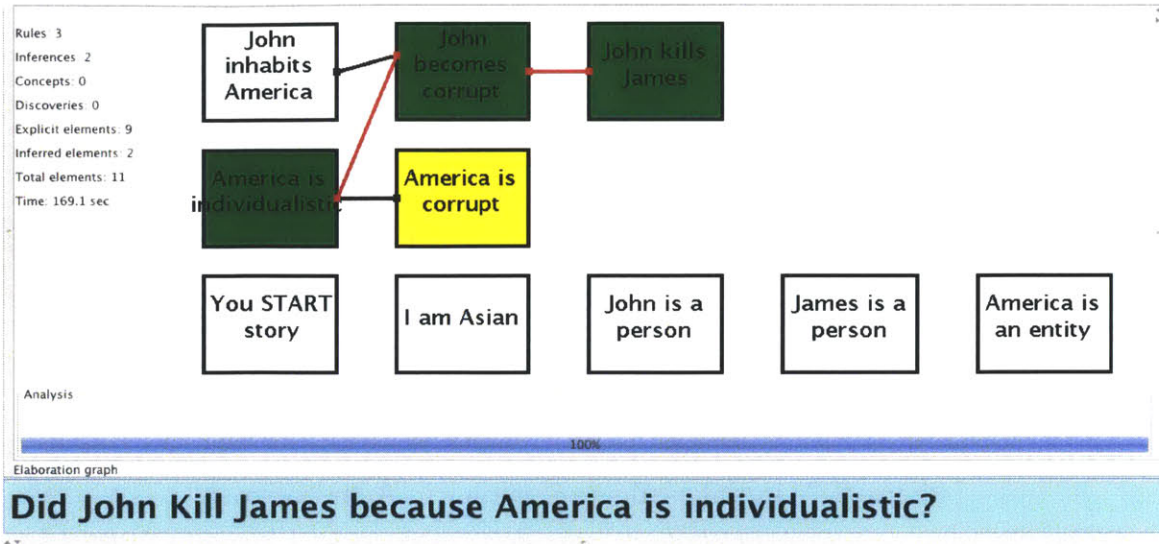 Rules: 3
Inferences: 2
Concepts: 0
Discoveries: 0
Explicit elements: 9
Inferred elements: 2
Total elements: 11
Time: 169.1 sec
John
inhabits
America
John
becomes
corrupt
John kills
James
America is
individualistic
America is
corrupt
You START
story
I am Asian
John is a
person
James is a
person
America is
an entity
Analysis
100%
Elaboration graph
Did John Kill James because America is individualistic?